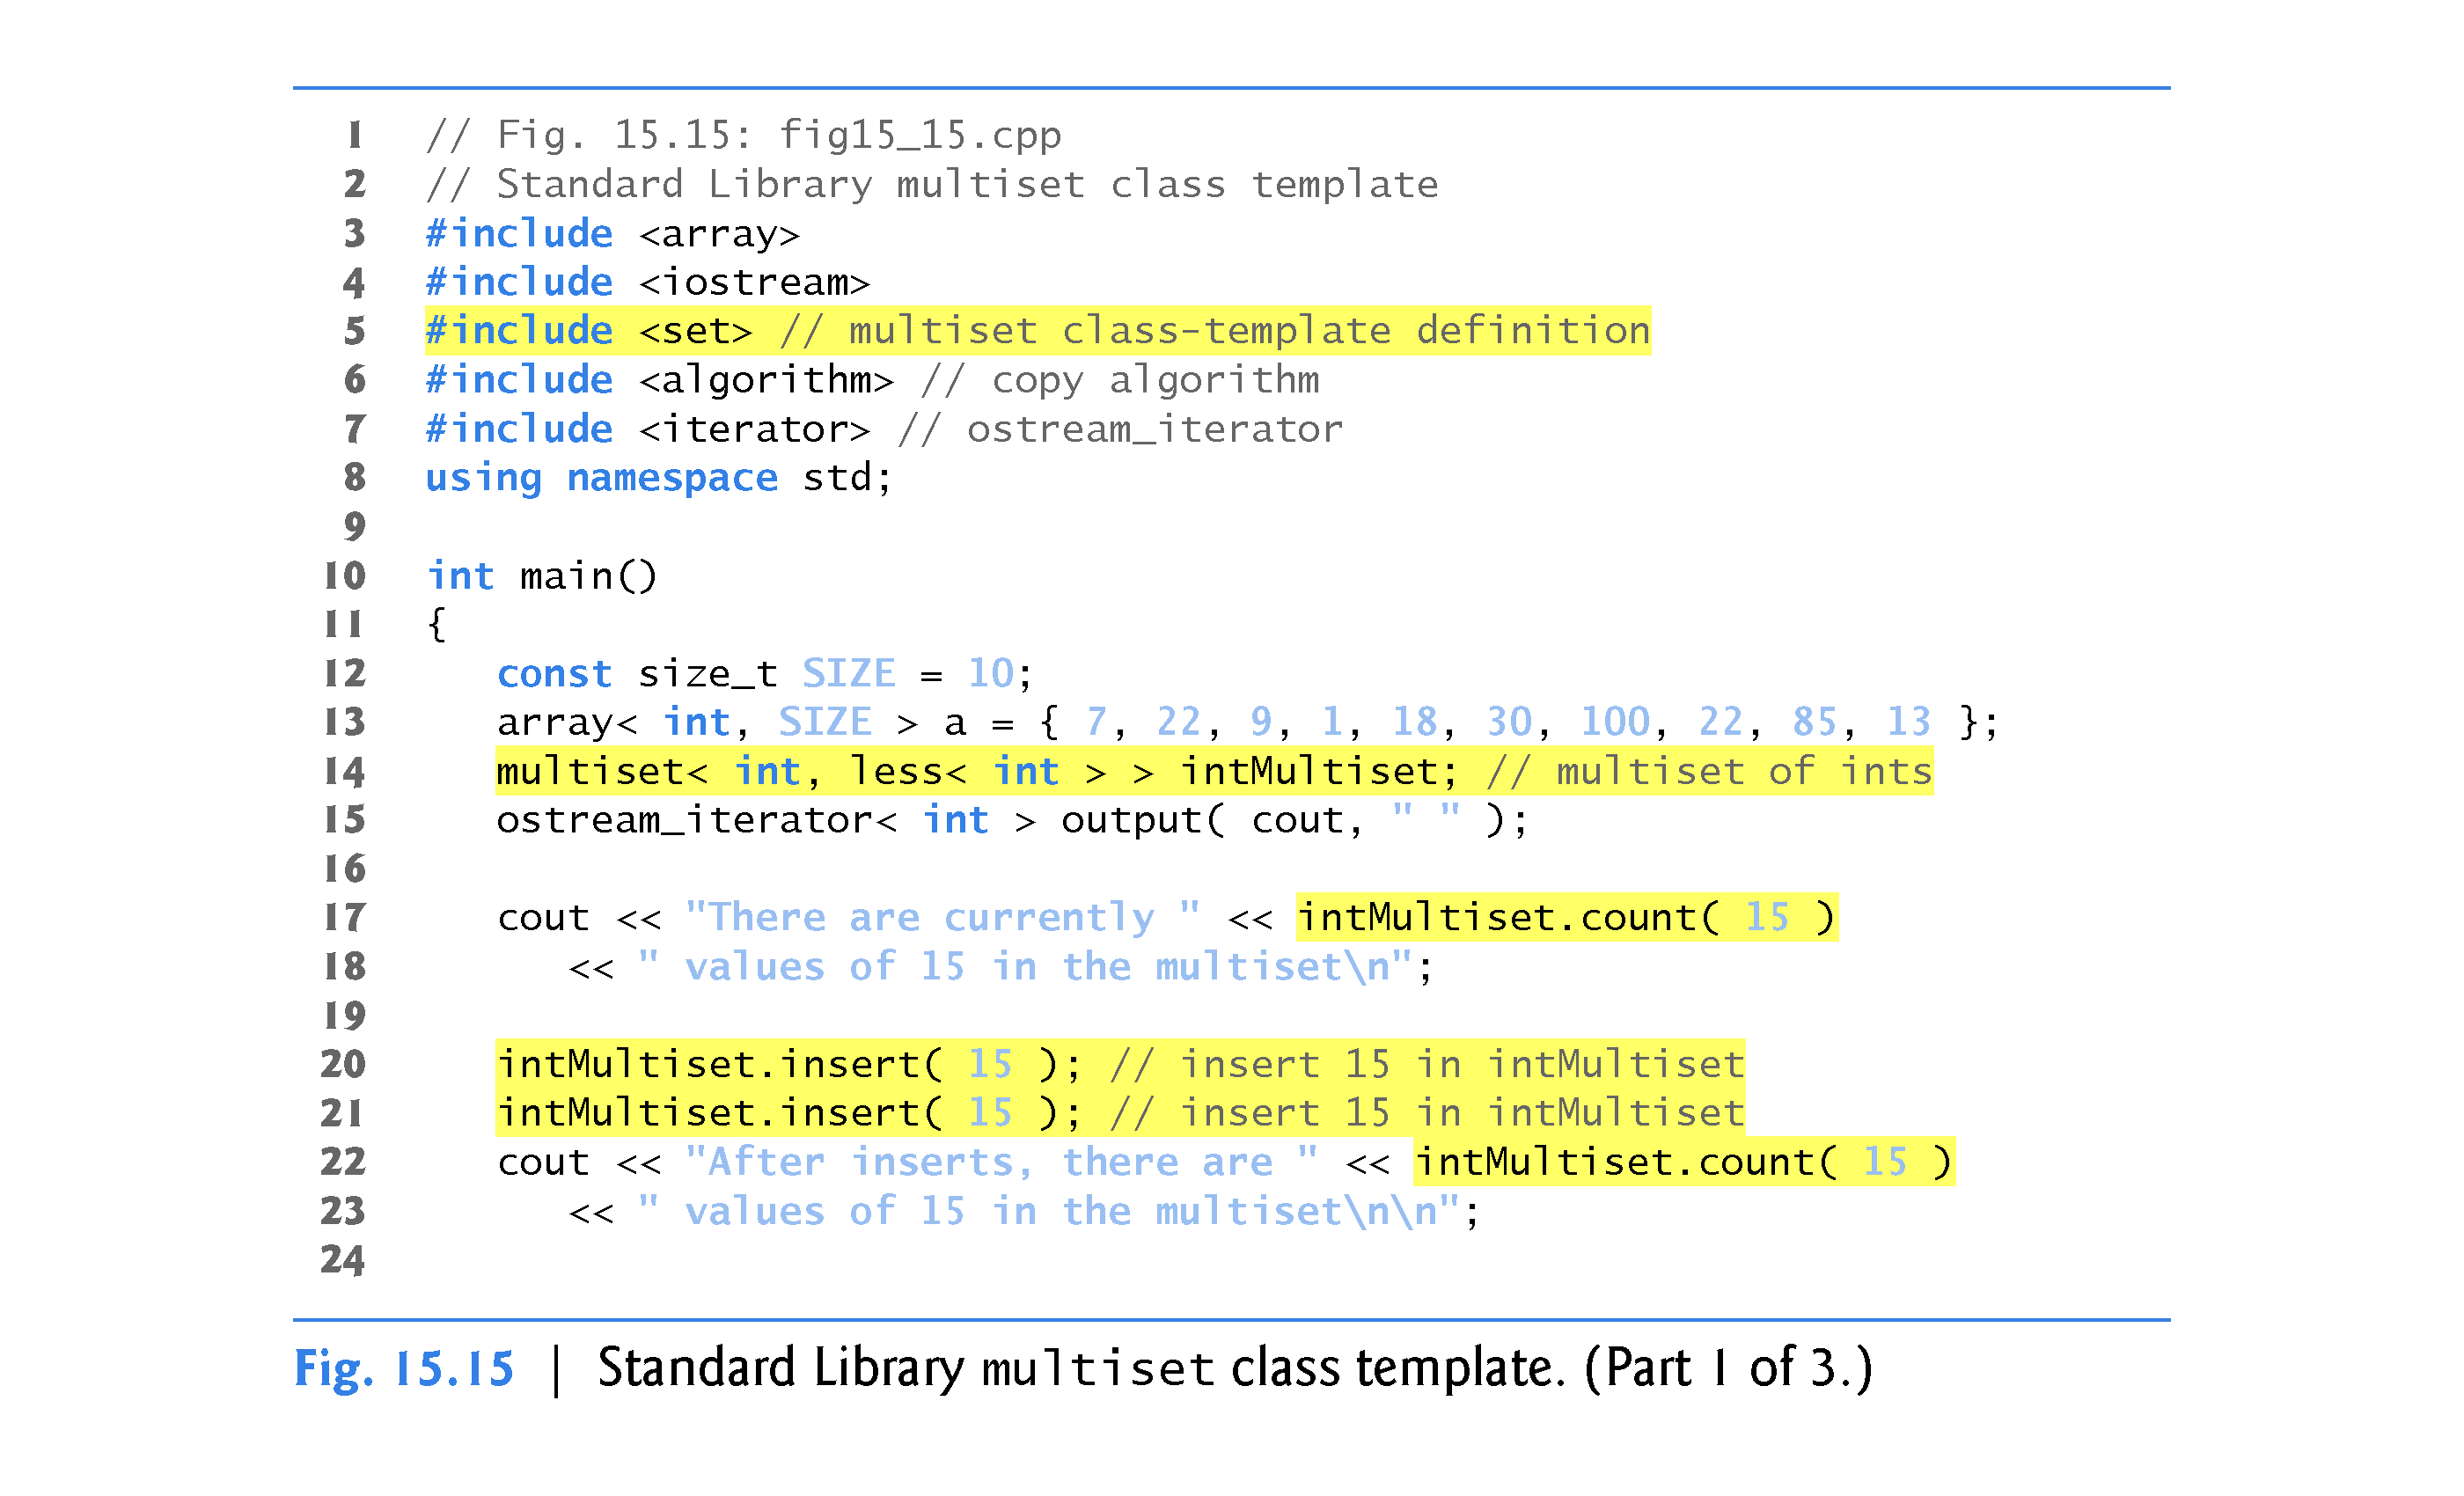 1 // Fig. 15.15: fig15_15.cpp
2 // Standard Library multiset class template
3 #include <array>
4 #include <iostream>
5 #include <set> // multiset class-template definition
6 #include <algorithm> // copy algorithm
7 #include <iterator> // ostream_iterator
8 using namespace std;
9
10 int main()
11 {
12    const size_t SIZE = 10;
13    array< int, SIZE > a = { 7, 22, 9, 1, 18, 30, 100, 22, 85, 13 };
14    multiset< int, less< int > > intMultiset; // multiset of ints
15    ostream_iterator< int > output( cout, " " );
16
17    cout << "There are currently " << intMultiset.count( 15 )
18       << " values of 15 in the multiset\n";
19
20    intMultiset.insert( 15 ); // insert 15 in intMultiset
21    intMultiset.insert( 15 ); // insert 15 in intMultiset
22    cout << "After inserts, there are " << intMultiset.count( 15 )
23       << " values of 15 in the multiset\n\n";
24
Fig. 15.15 | Standard Library multiset class template. (Part 1 of 3.)